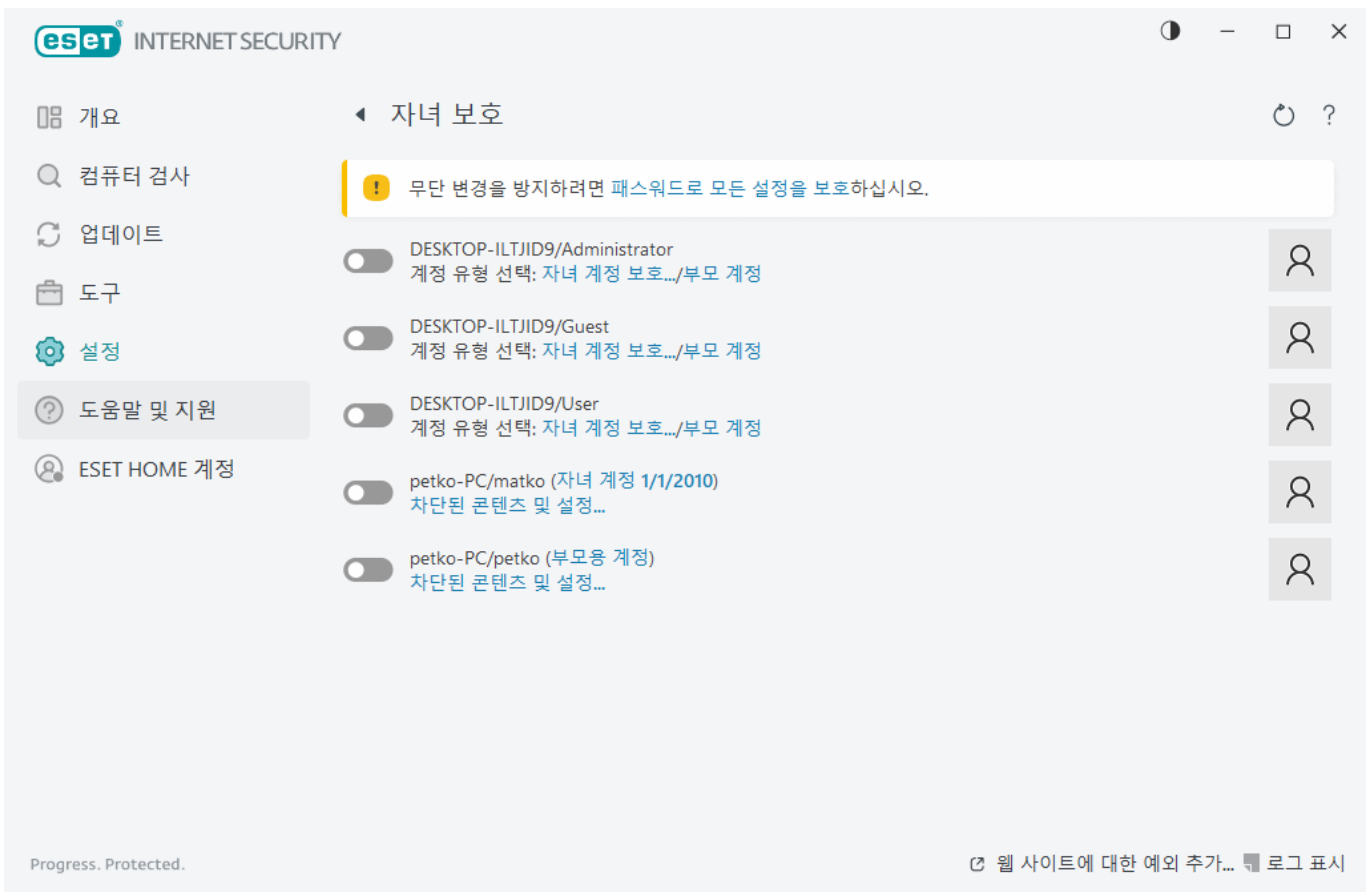 eset® INTERNET SECURITY
개요
컴퓨터 검사
업데이트
도구
설정
도움말 및 지원
ESET HOME 계정
자녀 보호
?
무단 변경을 방지하려면 패스워드로 모든 설정을 보호하십시오.
DESKTOP-ILTJID9/Administrator
계정 유형 선택: 자녀 계정 보호.../부모 계정
DESKTOP-ILTJID9/Guest
계정 유형 선택: 자녀 계정 보호.../부모 계정
DESKTOP-ILTJID9/User
계정 유형 선택: 자녀 계정 보호.../부모 계정
petko-PC/matko (자녀 계정 1/1/2010)
차단된 콘텐츠 및 설정...
petko-PC/petko (부모용 계정)
차단된 콘텐츠 및 설정...
Progress. Protected.
웹 사이트에 대한 예외 추가... 로그 표시